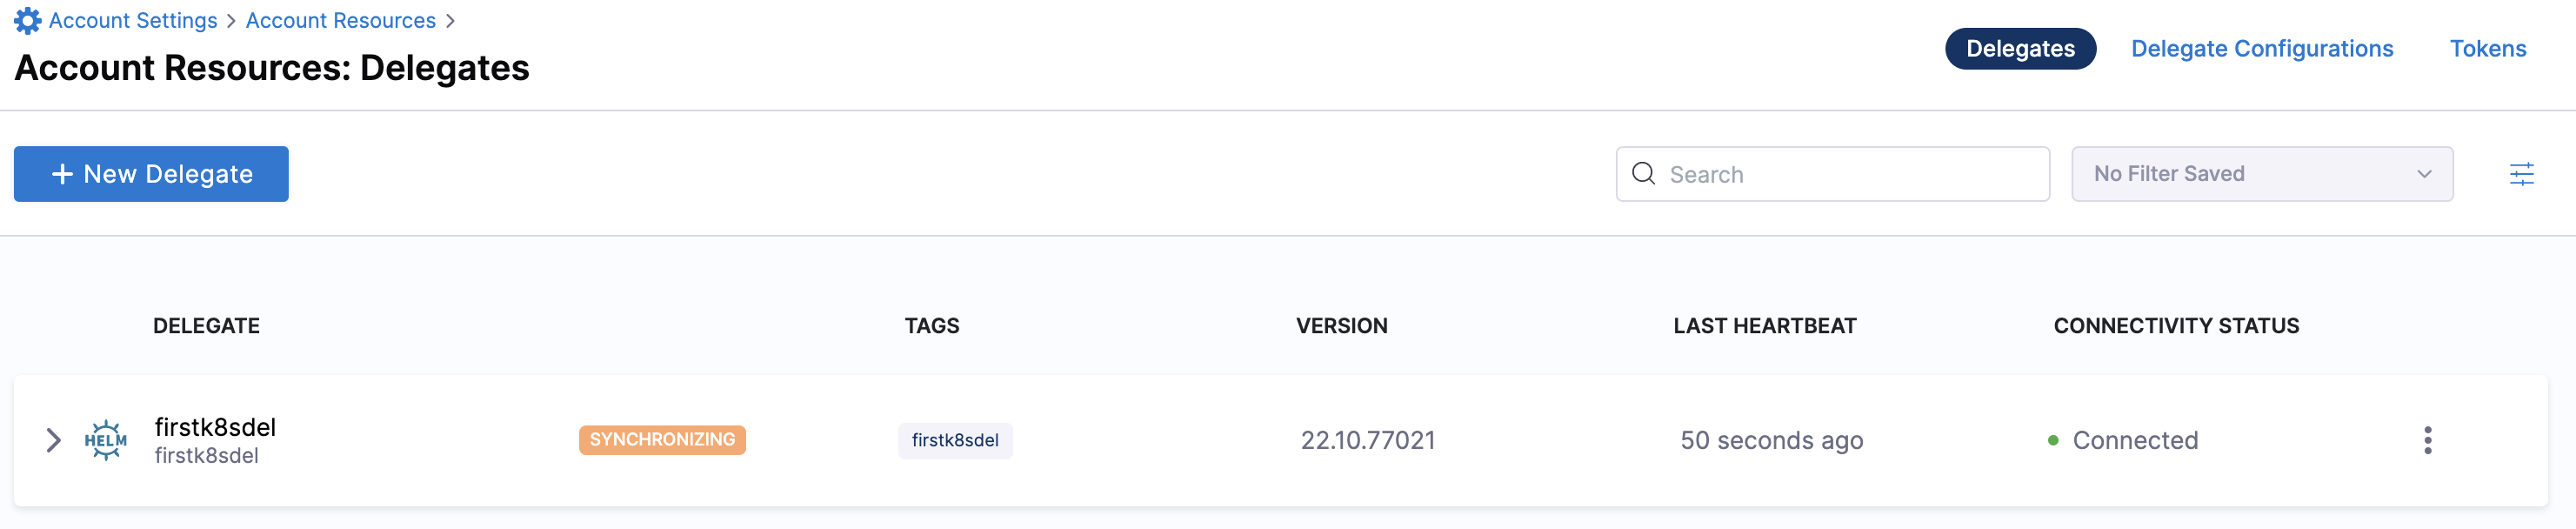 Account Settings > Account Resources >
Account Resources: Delegates
Delegates Delegate Configurations Tokens
+ New Delegate
Search
No Filter Saved
DELEGATE TAGS VERSION LAST HEARTBEAT CONNECTIVITY STATUS
HELM
firstk8sdel
firstk8sdel
SYNCHRONIZING
firstk8sdel
22.10.77021
50 seconds ago
Connected